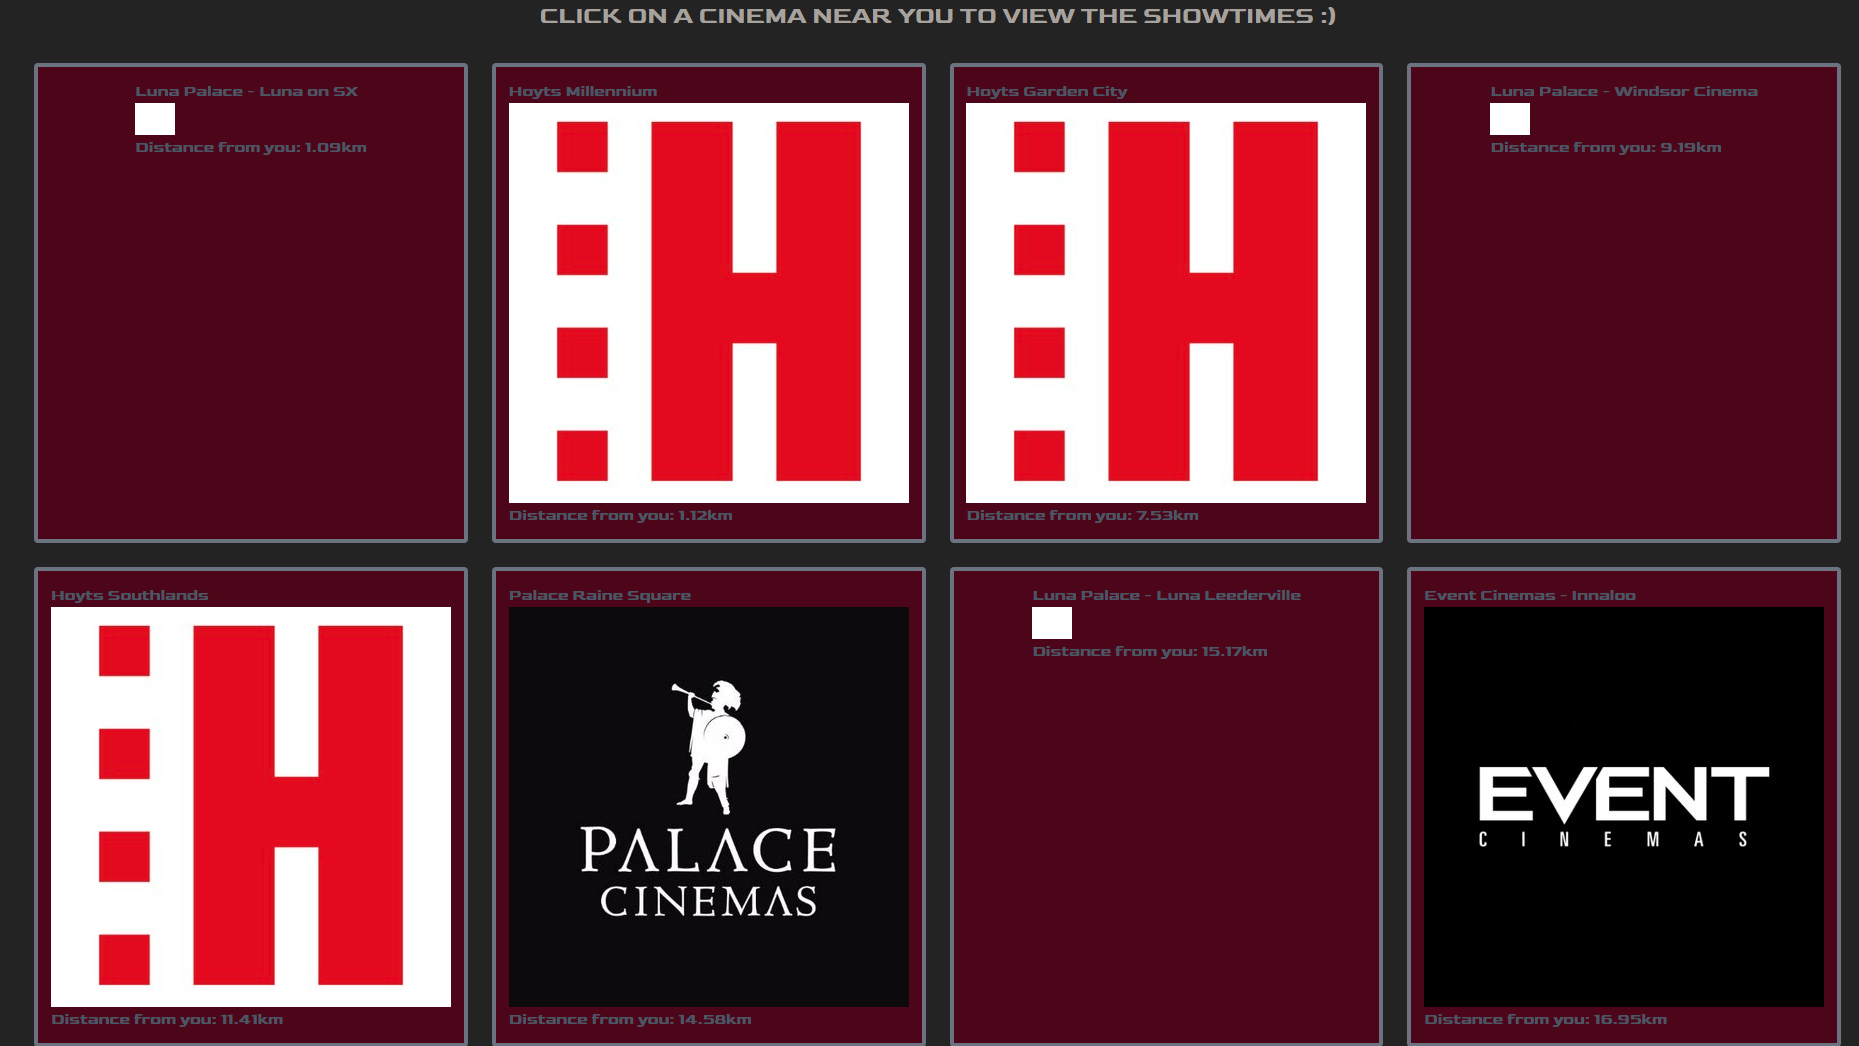 CLICK ON A CINEMA NEAR YOU TO VIEW THE SHOWTIMES :)
Luna Palace - Luna on SX
Distance from you: 1.09km
Hoyts Millennium
H
Distance from you: 1.12km
Hoyts Garden City
H
Distance from you: 7.53km
Luna Palace - Windsor Cinema
Distance from you: 9.19km
Hoyts Southlands
H
Distance from you: 11.41km
Palace Raine Square
PALACE
CINEMAS
Distance from you: 14.58km
Luna Palace - Luna Leederville
Distance from you: 15.17km
Event Cinemas - Innaloo
EVENT
CINEMAS
Distance from you: 16.95km